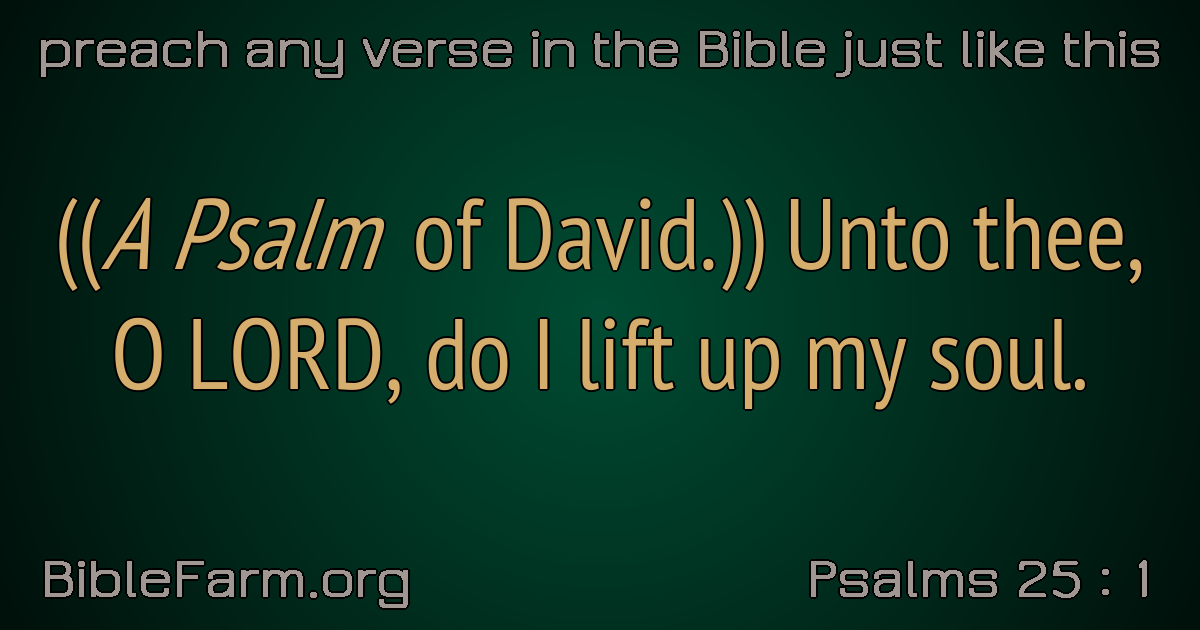 preach any verse in the Bible just like this
((A Psalm of David.)) Unto thee,
O LORD, do I lift up my soul.
BibleFarm.org
Psalms 25 : 1